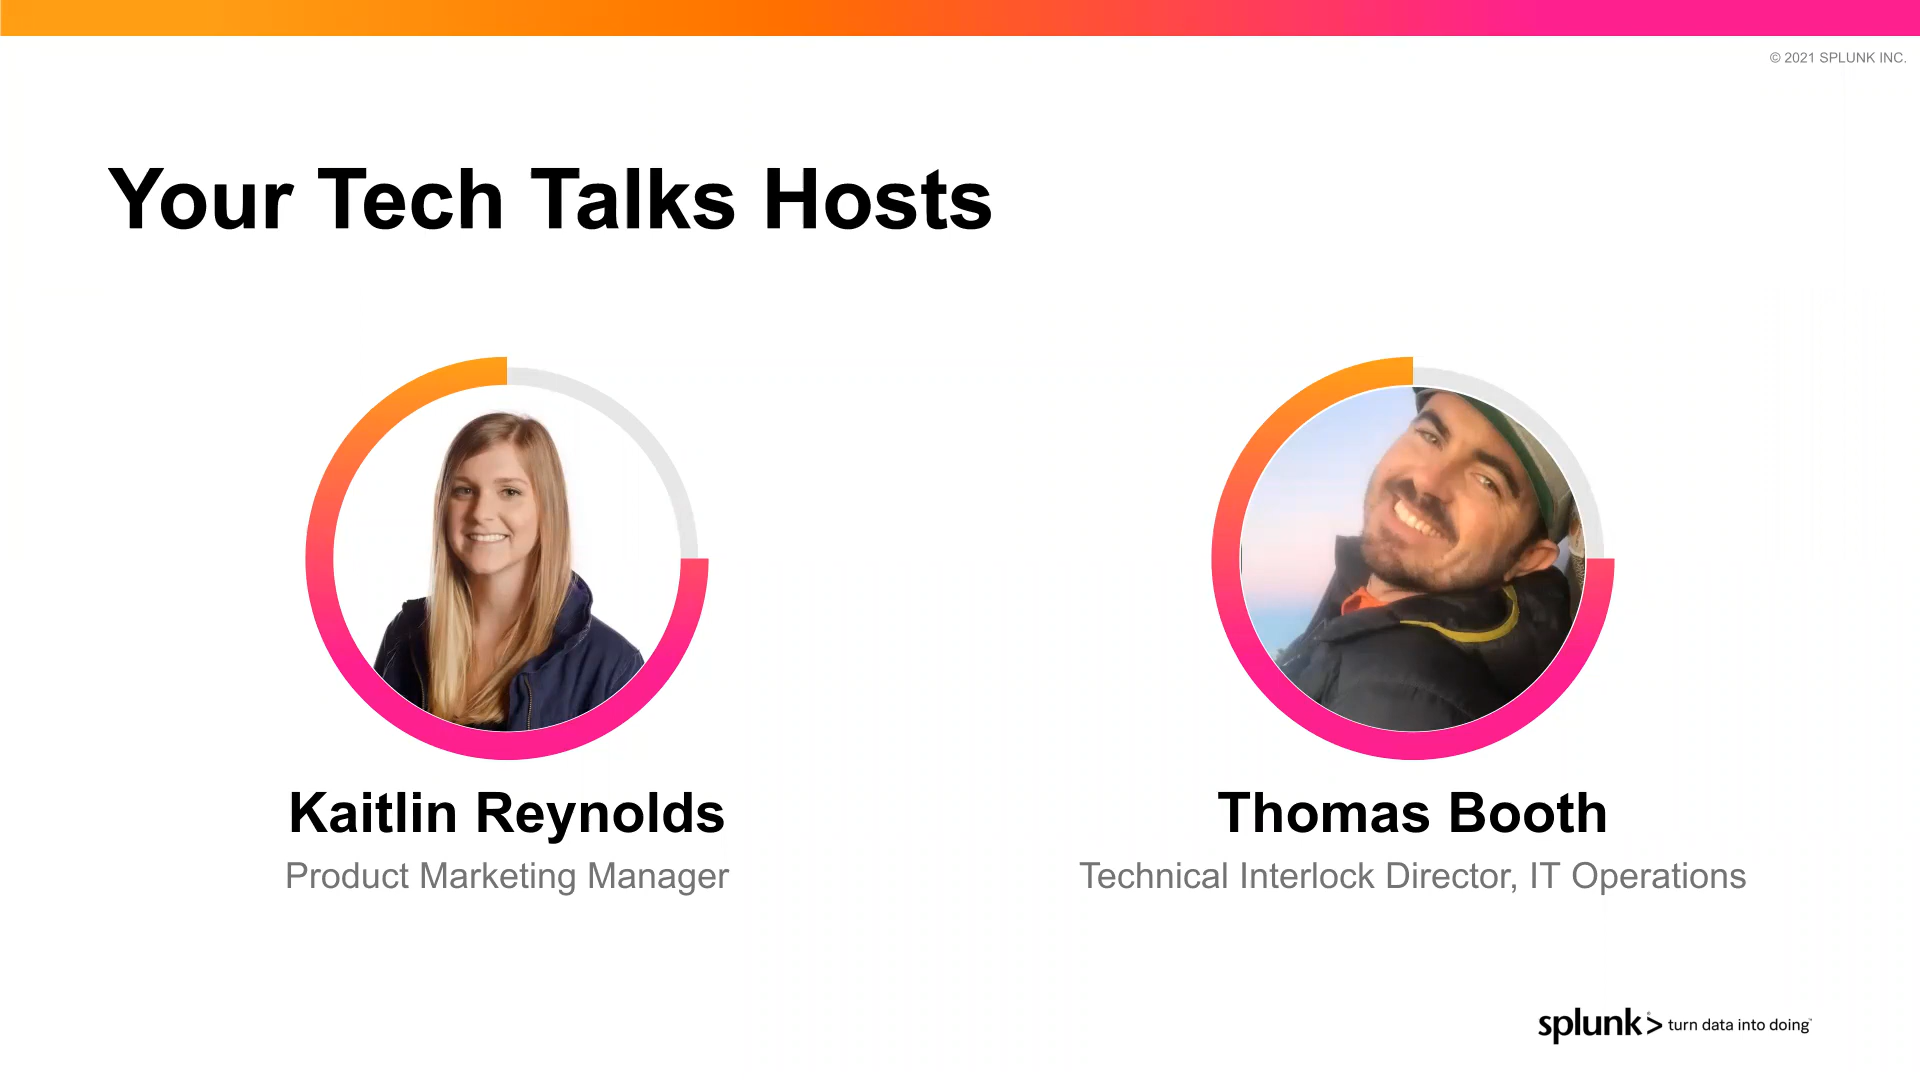 © 2021 SPLUNK INC.
Your Tech Talks Hosts
Kaitlin Reynolds
Product Marketing Manager
Thomas Booth
Technical Interlock Director, IT Operations
splunk> turn data into doing™